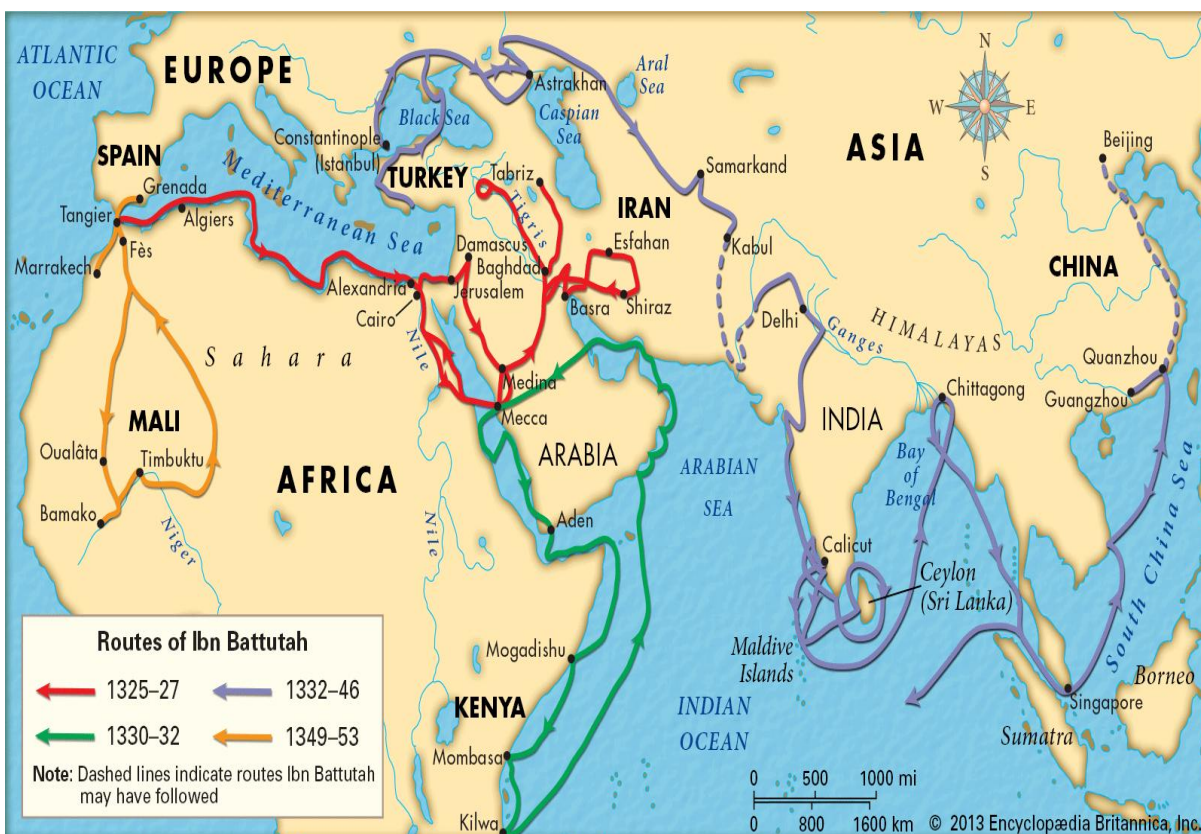 ATLANTIC
OCEAN
EUROPE
SPAIN
Grenada
Tangier
Algiers
Fès
Marrakech
Mediterranean Sea
Constantinople
(Istanbul)
Black Sea
TURKEY
Astrakhan
Caspian
Sea
Aral
Sea
Samarkand
Kabul
ASIA
N
W
E
S
Beijing
Tabriz
Tigris
IRAN
Esfahan
Damascus
Baghdad
Jerusalem
Basra
Shiraz
Alexandria
Cairo
Nile
Sahara
Medina
Mecca
ARABIA
Aden
MALI
Oualâta
Timbuktu
Bamako
Niger
AFRICA
Nile
ARABIAN
SEA
Delhi
Ganges
HIMALAYAS
CHINA
Quanzhou
Guangzhou
Chittagong
INDIA
Bay
of
Bengal
Calicut
Ceylon
(Sri Lanka)
Maldive
Islands
South China Sea
Borneo
Singapore
Sumatra
Mogadishu
KENYA
Mombasa
Kilwa
INDIAN
OCEAN
Routes of Ibn Battutah
1325–27
1332–46
1330–32
1349–53
Note: Dashed lines indicate routes Ibn Battutah
may have followed
0 500 1000 mi
0 800 1600 km
© 2013 Encyclopædia Britannica, Inc.